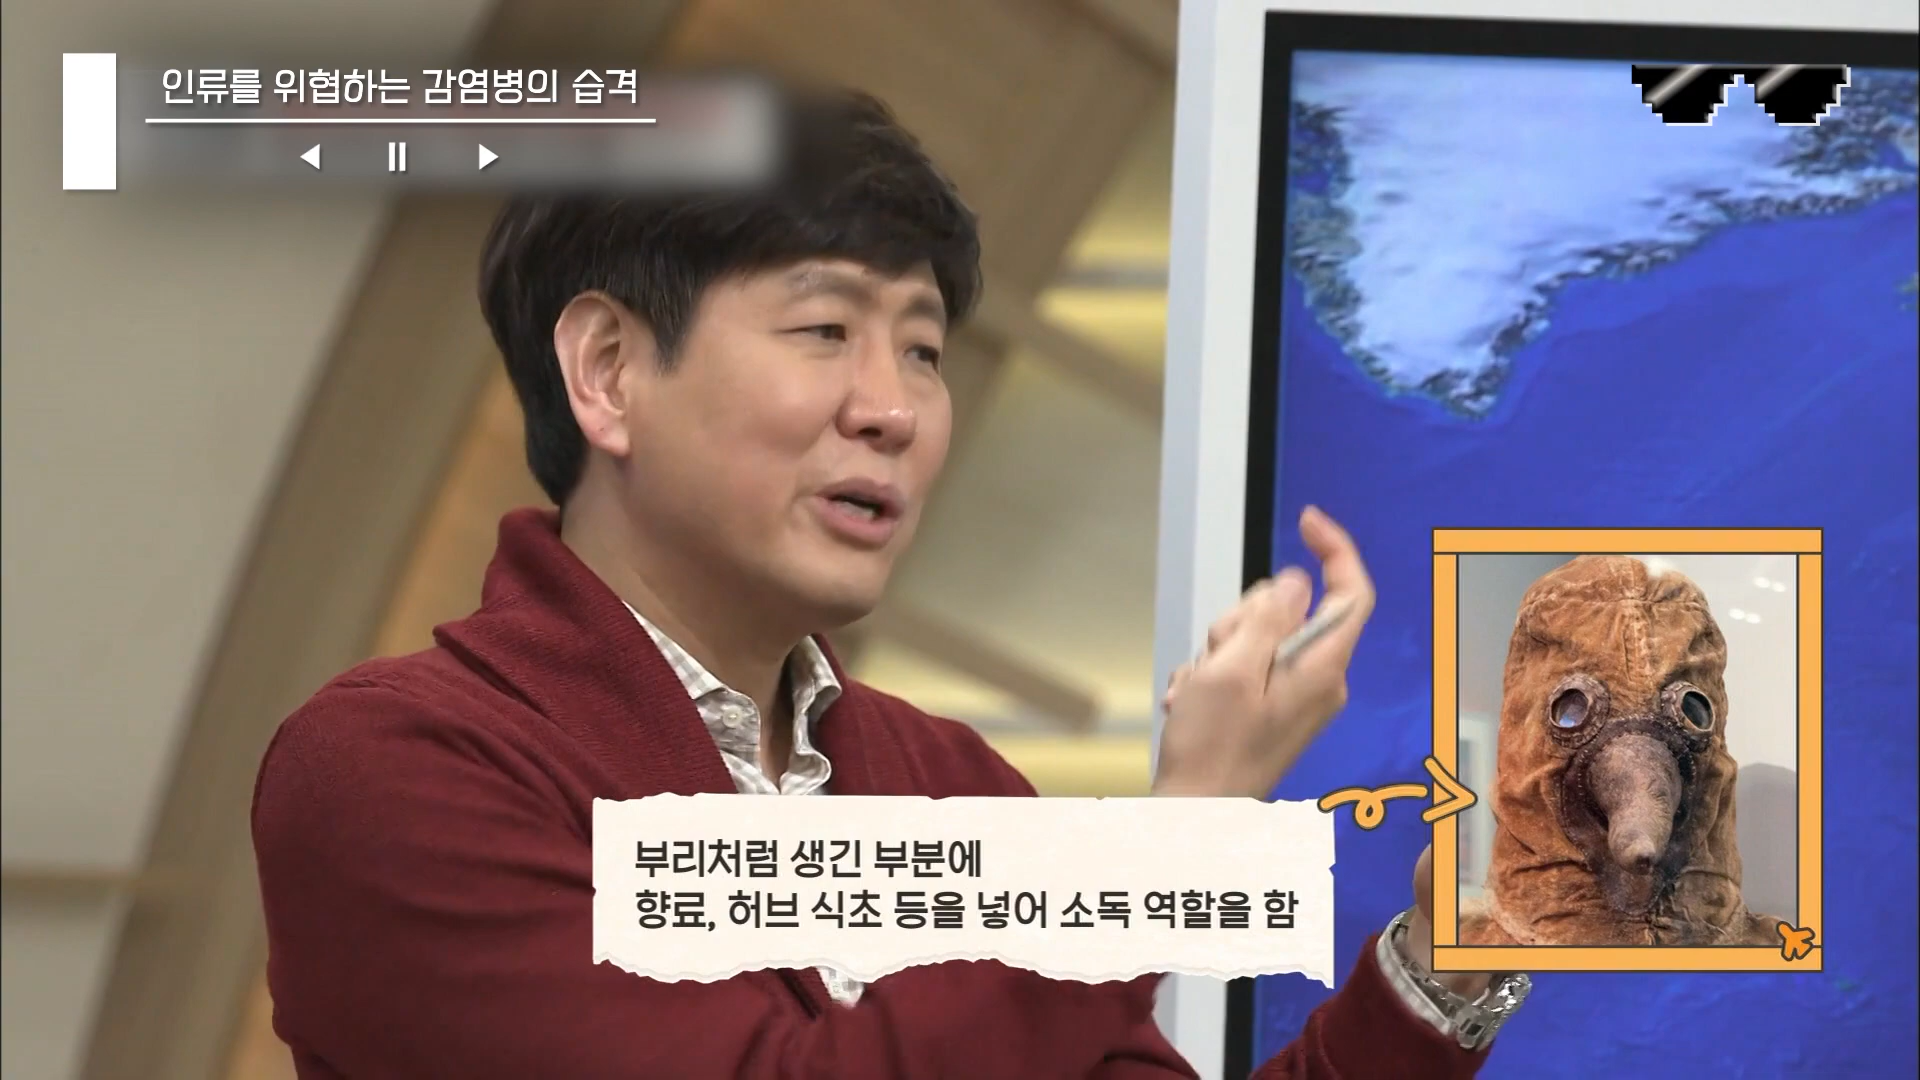 인류를 위협하는 감염병의 습격
부리처럼 생긴 부분에
향료, 허브 식초 등을 넣어 소독 역할을 함